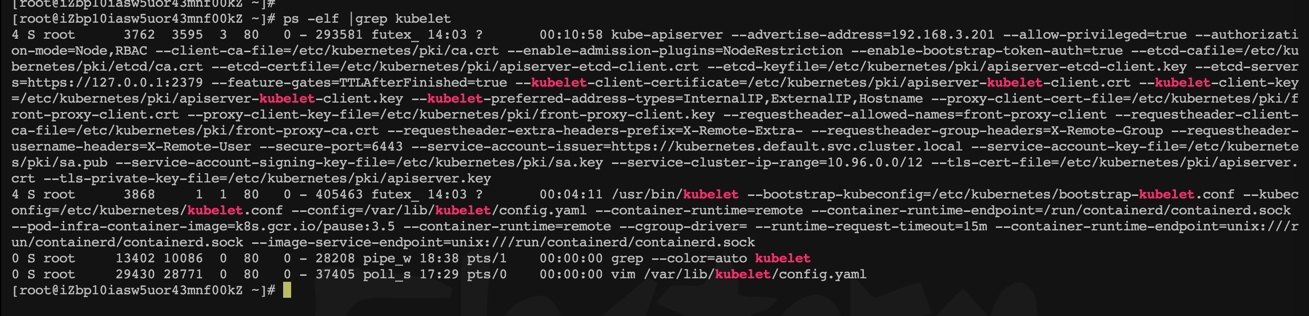 [root@iZbp10iasw5uor43mnf00kZ ~]#
[root@iZbp10iasw5uor43mnf00kZ ~]# ps -elf |grep kubelet
4 S root      3762  3595  3  80   0 - 293581 futex_ 14:03 ?       00:10:58 kube-apiserver --advertise-address=192.168.3.201 --allow-privileged=true --authorizati
on-mode=Node,RBAC --client-ca-file=/etc/kubernetes/pki/ca.crt --enable-admission-plugins=NodeRestriction --enable-bootstrap-token-auth=true --etcd-cafile=/etc/ku
bernetes/pki/etcd/ca.crt --etcd-certfile=/etc/kubernetes/pki/apiserver-etcd-client.crt --etcd-keyfile=/etc/kubernetes/pki/apiserver-etcd-client.key --etcd-server
s=https://127.0.0.1:2379 --feature-gates=TTLAfterFinished=true --kubelet-client-certificate=/etc/kubernetes/pki/apiserver-kubelet-client.crt --kubelet-client-key
=/etc/kubernetes/pki/apiserver-kubelet-client.key --kubelet-preferred-address-types=InternalIP,ExternalIP,Hostname --proxy-client-cert-file=/etc/kubernetes/pki/f
ront-proxy-client.crt --proxy-client-key-file=/etc/kubernetes/pki/front-proxy-client.key --requestheader-allowed-names=front-proxy-client --requestheader-client-
ca-file=/etc/kubernetes/pki/front-proxy-ca.crt --requestheader-extra-headers-prefix=X-Remote-Extra- --requestheader-group-headers=X-Remote-Group --requestheader-
username-headers=X-Remote-User --secure-port=6443 --service-account-issuer=https://kubernetes.default.svc.cluster.local --service-account-key-file=/etc/kubernete
s/pki/sa.pub --service-account-signing-key-file=/etc/kubernetes/pki/sa.key --service-cluster-ip-range=10.96.0.0/12 --tls-cert-file=/etc/kubernetes/pki/apiserver.
crt --tls-private-key-file=/etc/kubernetes/pki/apiserver.key
4 S root      3868     1  1  80   0 - 405463 futex_ 14:03 ?       00:04:11 /usr/bin/kubelet --bootstrap-kubeconfig=/etc/kubernetes/bootstrap-kubelet.conf --kubec
onfig=/etc/kubernetes/kubelet.conf --config=/var/lib/kubelet/config.yaml --container-runtime=remote --container-runtime-endpoint=/run/containerd/containerd.sock
--pod-infra-container-image=k8s.gcr.io/pause:3.5 --container-runtime=remote --cgroup-driver= --runtime-request-timeout=15m --container-runtime-endpoint=unix:///r
un/containerd/containerd.sock --image-service-endpoint=unix:///run/containerd/containerd.sock
0 S root     13402 10086  0  80   0 - 28208 pipe_w 18:38 pts/1    00:00:00 grep --color=auto kubelet
0 S root     29430 28771  0  80   0 - 37405 poll_s 17:29 pts/0    00:00:00 vim /var/lib/kubelet/config.yaml
[root@iZbp10iasw5uor43mnf00kZ ~]#